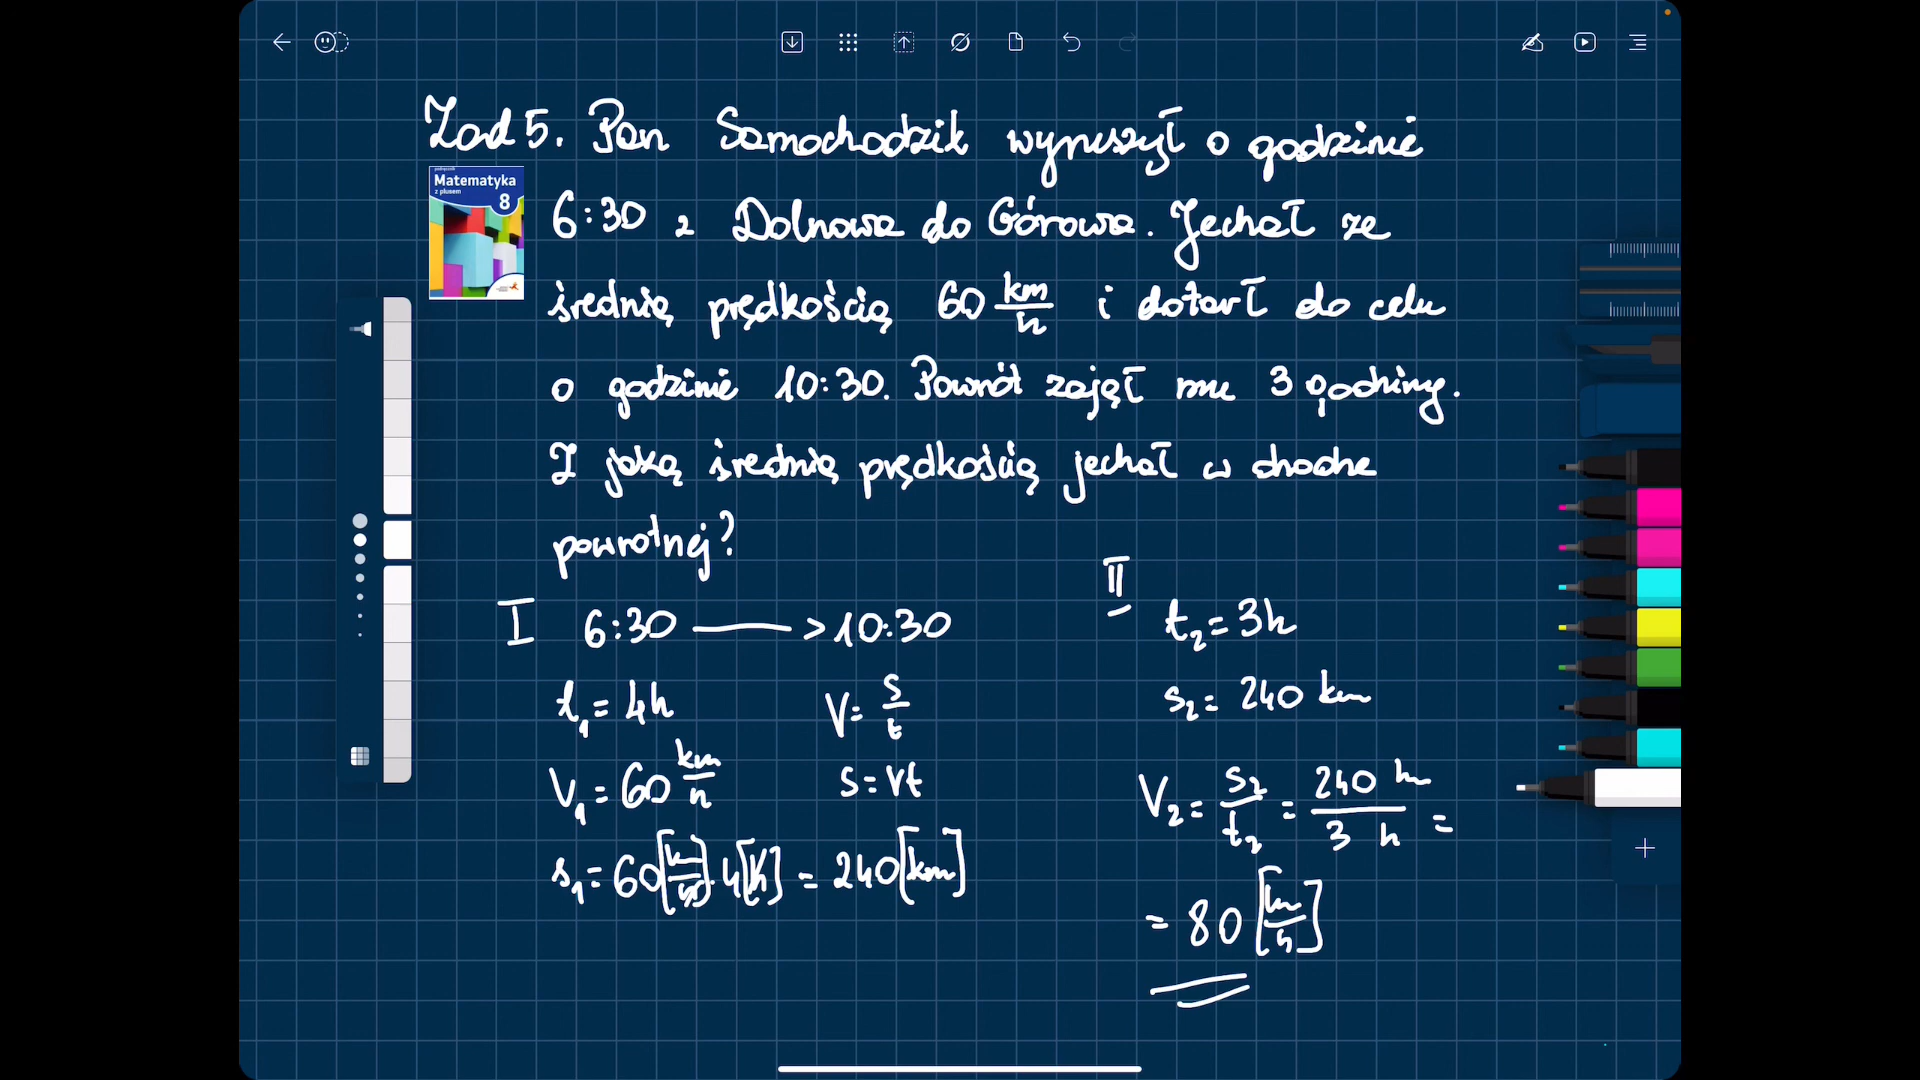 Zad 5. Pan Samochodzik wyruszył o godzinie
podręcznik
Matematyka
z plusem
8
6:30 z Dolnowa do Górowa. Jechał ze
średnią prędkością 60 km/h i dotarł do celu
o godzinie 10:30. Powrót zajął mu 3 godziny.
Z jaką średnią prędkością jechał w drodze
powrotnej?
I 6:30 —> 10:30
t₁ = 4h
V = s/t
V₁ = 60 km/h
s = Vt
s₁ = 60 [km/h] · 4[h] = 240 [km]
II
t₂ = 3h
s₂ = 240 km
V₂ = s₂/t₂ = 240 km / 3 h =
= 80 [km/h]